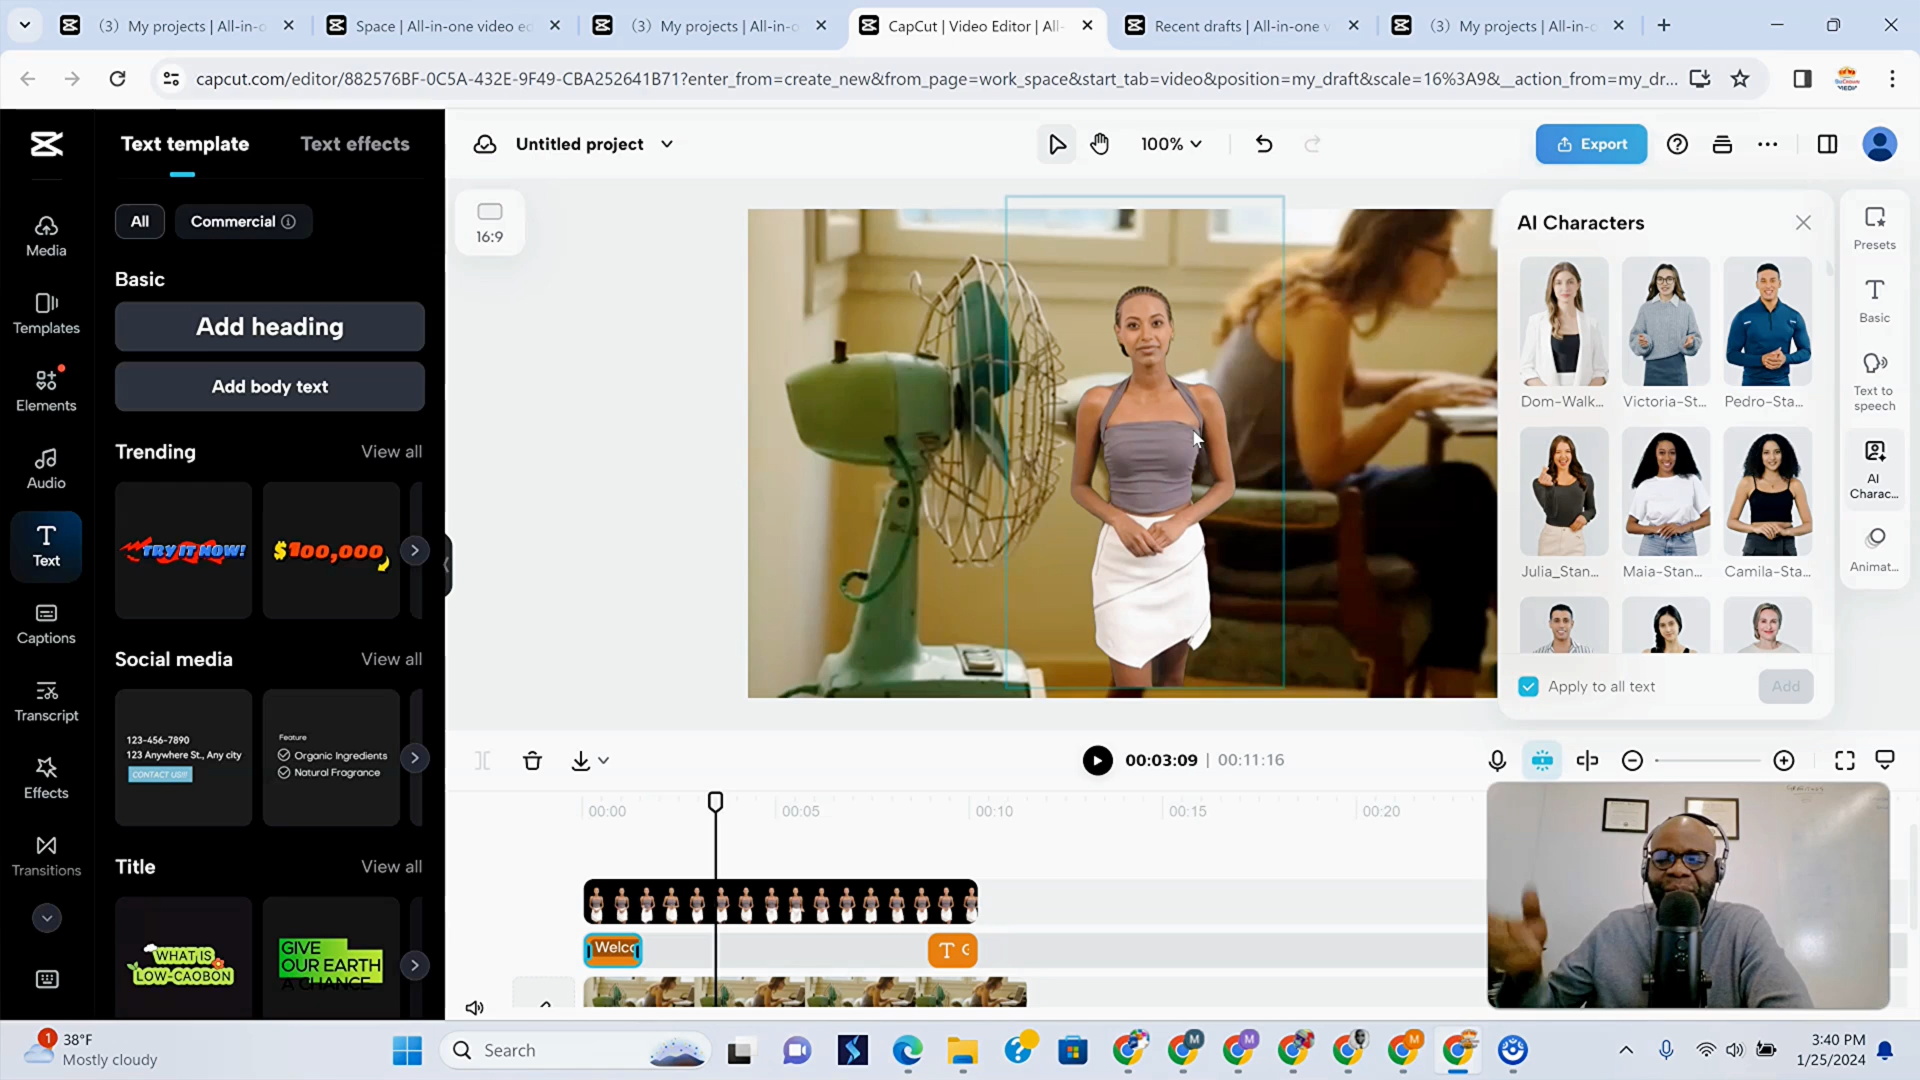 (3) My projects | All-in-o
Space | All-in-one video ed
(3) My projects | All-in-o
CapCut | Video Editor | All-
Recent drafts | All-in-one v
(3) My projects | All-in-o
capcut.com/editor/882576BF-0C5A-432E-9F49-CBA252641B71?enter_from=create_new&from_page=work_space&start_tab=video&position=my_draft&scale=16%3A9&__action_from=my_dr...
Text template
Text effects
Untitled project
100%
Export
Media
Templates
Elements
Audio
Text
Captions
Transcript
Effects
Transitions
All
Commercial
Basic
Add heading
Add body text
Trending
View all
TRY IT NOW!
$100,000
Social media
View all
123-456-7890
123 Anywhere St., Any city
CONTACT US!!!
Feature
Organic Ingredients
Natural Fragrance
Title
View all
WHAT IS
LOW-CAOBON
GIVE
OUR EARTH
A CHANCE
16:9
AI Characters
Dom-Walk...
Victoria-St...
Pedro-Sta...
Julia_Stan...
Maia-Stan...
Camila-Sta...
Apply to all text
Add
Presets
Basic
Text to
speech
AI
Charac...
Animat...
00:03:09 | 00:11:16
00:00
00:05
00:10
00:15
00:20
Welco
T G
1
38°F
Mostly cloudy
Search
3:40 PM
1/25/2024